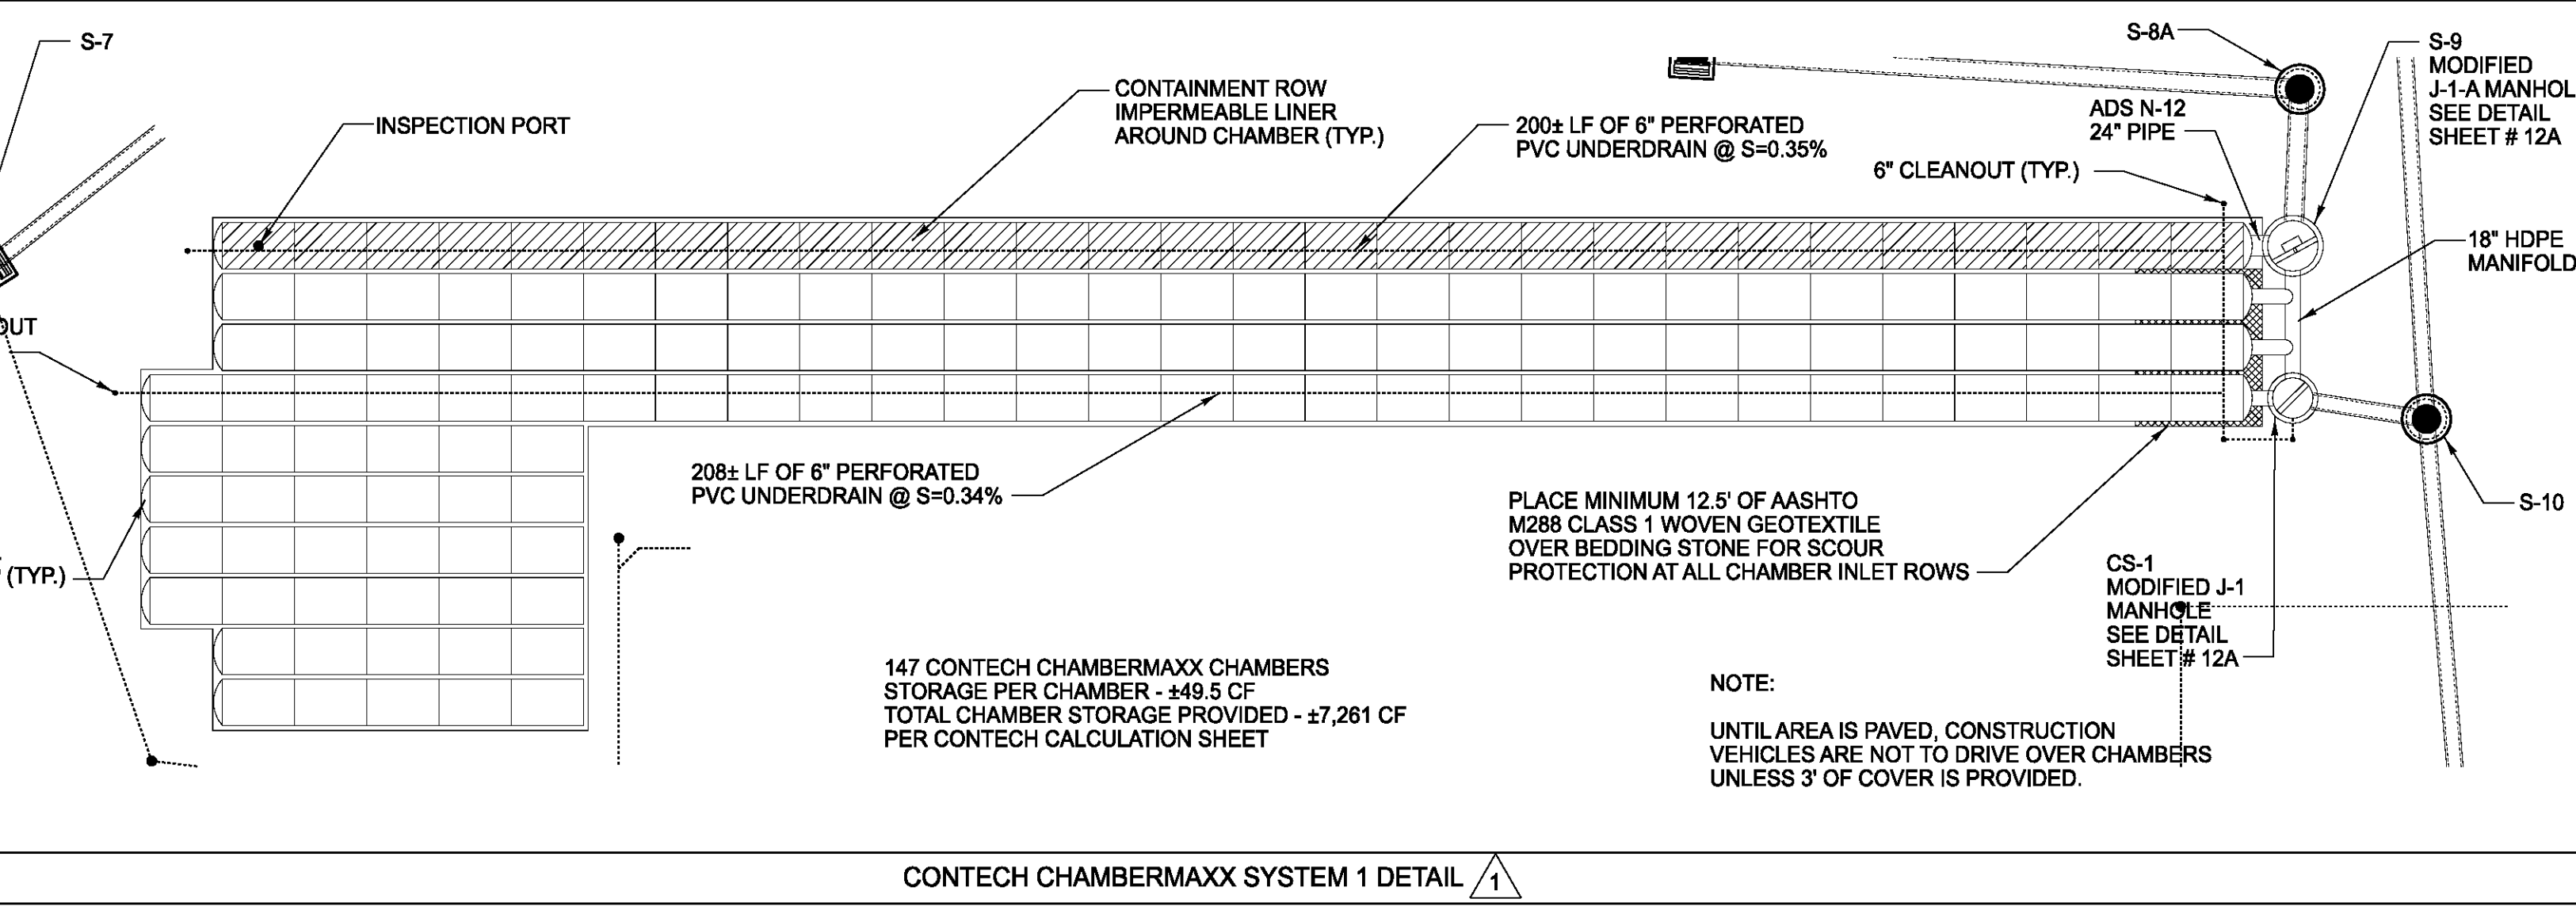 S-7
INSPECTION PORT
CONTAINMENT ROW
IMPERMEABLE LINER
AROUND CHAMBER (TYP.)
200± LF OF 6" PERFORATED
PVC UNDERDRAIN @ S=0.35%
S-8A
ADS N-12
24" PIPE
6" CLEANOUT (TYP.)
S-9
MODIFIED
J-1-A MANHOL
SEE DETAIL
SHEET # 12A
18" HDPE
MANIFOLD
OUT
(TYP.)
208± LF OF 6" PERFORATED
PVC UNDERDRAIN @ S=0.34%
PLACE MINIMUM 12.5' OF AASHTO
M288 CLASS 1 WOVEN GEOTEXTILE
OVER BEDDING STONE FOR SCOUR
PROTECTION AT ALL CHAMBER INLET ROWS
S-10
CS-1
MODIFIED J-1
MANHOLE
SEE DETAIL
SHEET # 12A
147 CONTECH CHAMBERMAXX CHAMBERS
STORAGE PER CHAMBER - ±49.5 CF
TOTAL CHAMBER STORAGE PROVIDED - ±7,261 CF
PER CONTECH CALCULATION SHEET
NOTE:
UNTIL AREA IS PAVED, CONSTRUCTION
VEHICLES ARE NOT TO DRIVE OVER CHAMBERS
UNLESS 3' OF COVER IS PROVIDED.
CONTECH CHAMBERMAXX SYSTEM 1 DETAIL 1